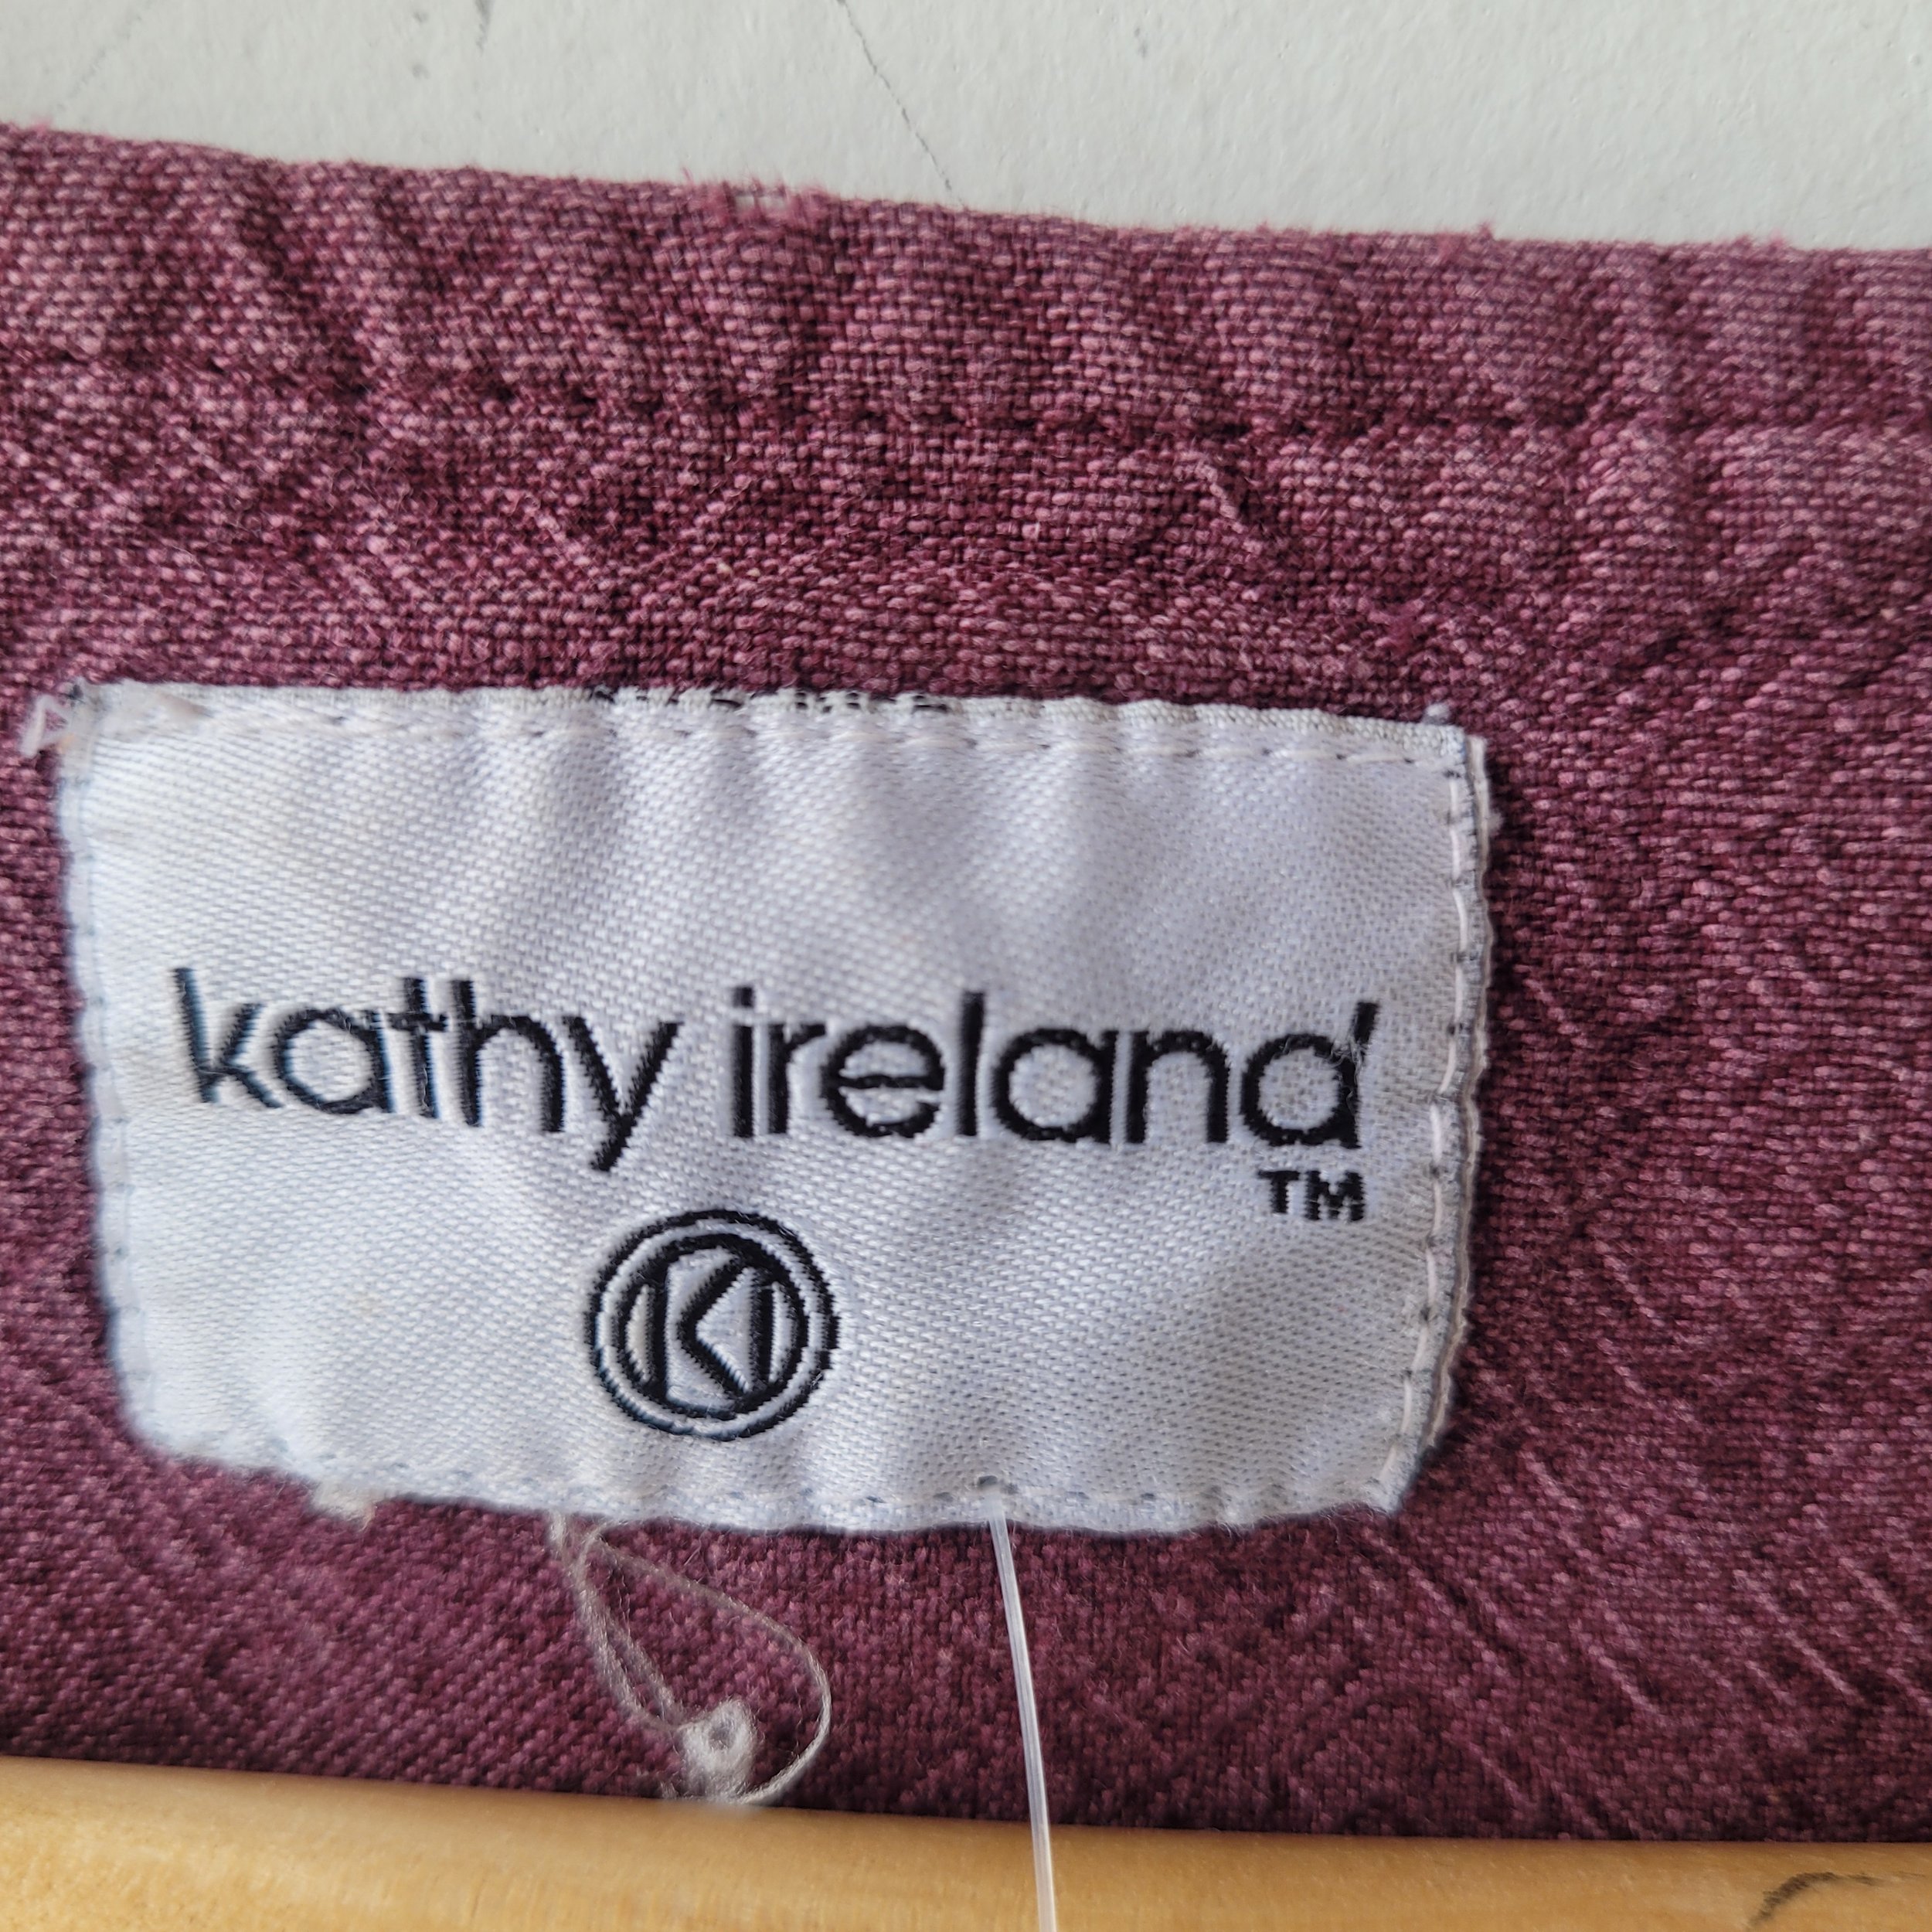 kathy ireland
TM
KI